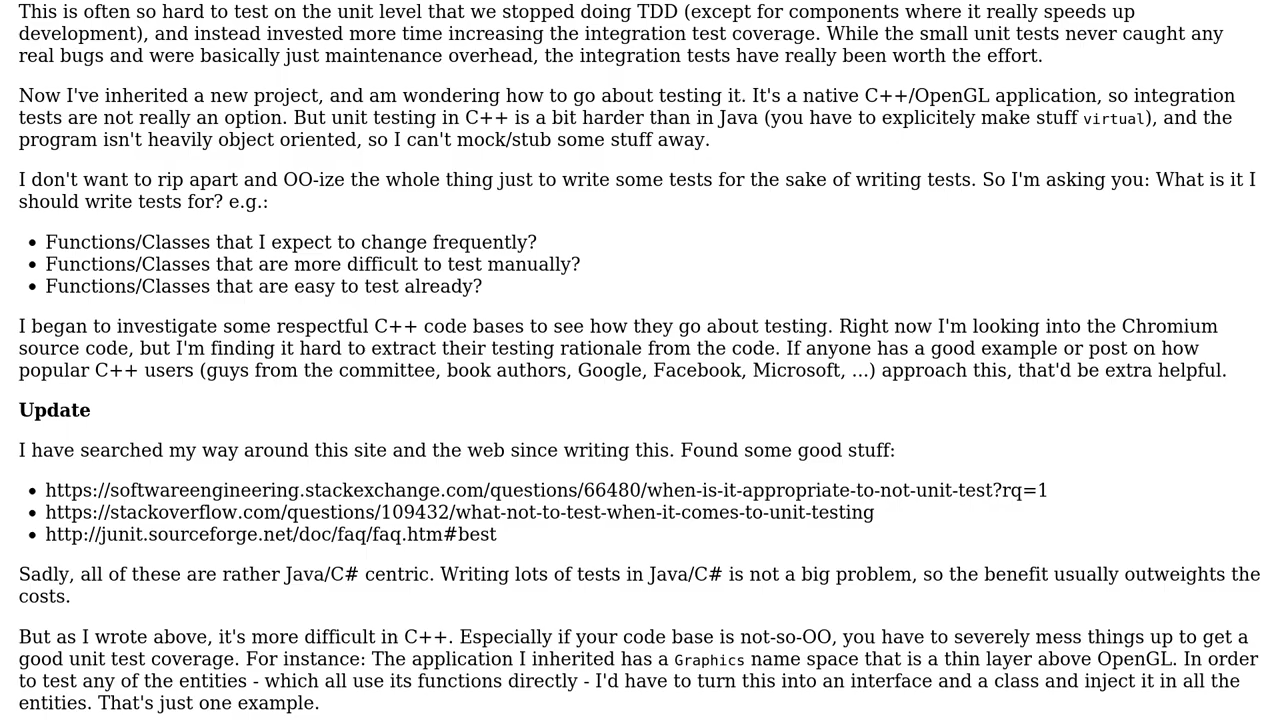 This is often so hard to test on the unit level that we stopped doing TDD (except for components where it really speeds up
development), and instead invested more time increasing the integration test coverage. While the small unit tests never caught any
real bugs and were basically just maintenance overhead, the integration tests have really been worth the effort.
Now I've inherited a new project, and am wondering how to go about testing it. It's a native C++/OpenGL application, so integration
tests are not really an option. But unit testing in C++ is a bit harder than in Java (you have to explicitely make stuff virtual), and the
program isn't heavily object oriented, so I can't mock/stub some stuff away.
I don't want to rip apart and OO-ize the whole thing just to write some tests for the sake of writing tests. So I'm asking you: What is it I
should write tests for? e.g.:
• Functions/Classes that I expect to change frequently?
• Functions/Classes that are more difficult to test manually?
• Functions/Classes that are easy to test already?
I began to investigate some respectful C++ code bases to see how they go about testing. Right now I'm looking into the Chromium
source code, but I'm finding it hard to extract their testing rationale from the code. If anyone has a good example or post on how
popular C++ users (guys from the committee, book authors, Google, Facebook, Microsoft, ...) approach this, that'd be extra helpful.
Update
I have searched my way around this site and the web since writing this. Found some good stuff:
• https://softwareengineering.stackexchange.com/questions/66480/when-is-it-appropriate-to-not-unit-test?rq=1
• https://stackoverflow.com/questions/109432/what-not-to-test-when-it-comes-to-unit-testing
• http://junit.sourceforge.net/doc/faq/faq.htm#best
Sadly, all of these are rather Java/C# centric. Writing lots of tests in Java/C# is not a big problem, so the benefit usually outweights the
costs.
But as I wrote above, it's more difficult in C++. Especially if your code base is not-so-OO, you have to severely mess things up to get a
good unit test coverage. For instance: The application I inherited has a Graphics name space that is a thin layer above OpenGL. In order
to test any of the entities - which all use its functions directly - I'd have to turn this into an interface and a class and inject it in all the
entities. That's just one example.